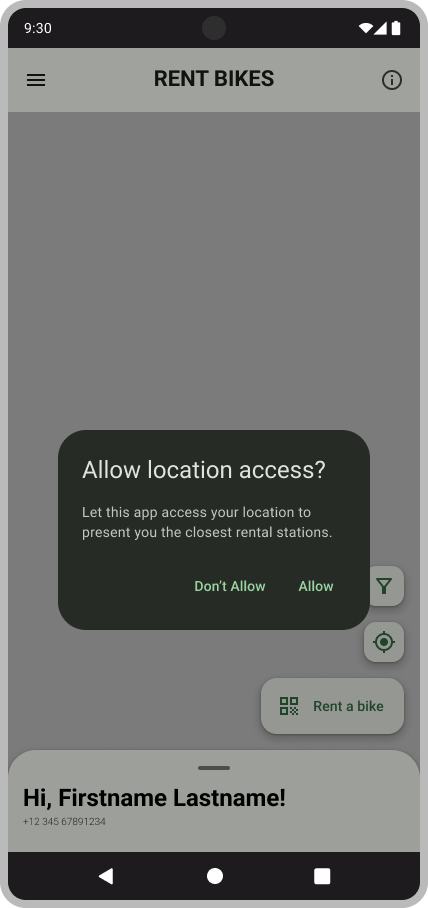 9:30
RENT BIKES
Allow location access?
Let this app access your location to
present you the closest rental stations.
Don't Allow
Allow
Rent a bike
Hi, Firstname Lastname!
+12 345 67891234